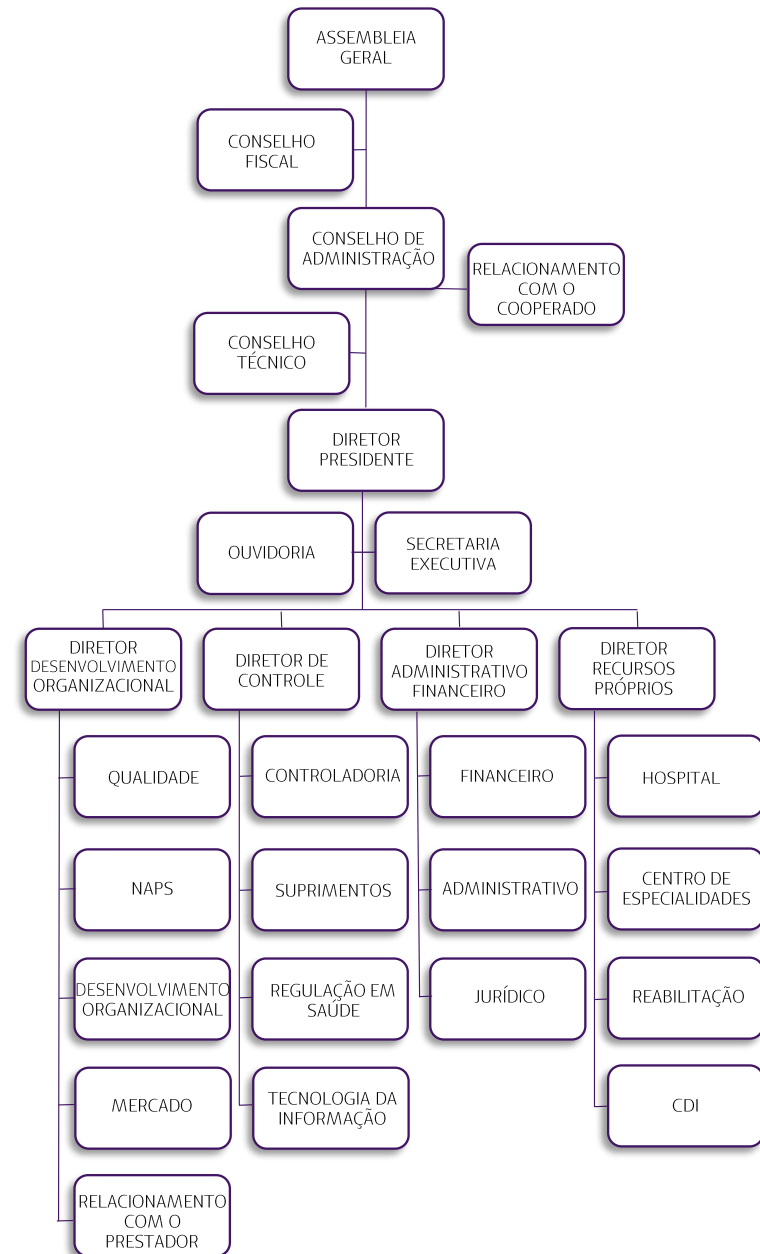 ASSEMBLEIA
GERAL
CONSELHO
FISCAL
CONSELHO DE
ADMINISTRAÇÃO
RELACIONAMENTO
COM O
COOPERADO
CONSELHO
TÉCNICO
DIRETOR
PRESIDENTE
OUVIDORIA
SECRETARIA
EXECUTIVA
DIRETOR
DESENVOLVIMENTO
ORGANIZACIONAL
DIRETOR DE
CONTROLE
DIRETOR
ADMINISTRATIVO
FINANCEIRO
DIRETOR
RECURSOS
PRÓPRIOS
QUALIDADE
CONTROLADORIA
FINANCEIRO
HOSPITAL
NAPS
SUPRIMENTOS
ADMINISTRATIVO
CENTRO DE
ESPECIALIDADES
DESENVOLVIMENTO
ORGANIZACIONAL
REGULAÇÃO EM
SAÚDE
JURÍDICO
REABILITAÇÃO
MERCADO
TECNOLOGIA DA
INFORMAÇÃO
CDI
RELACIONAMENTO
COM O
PRESTADOR